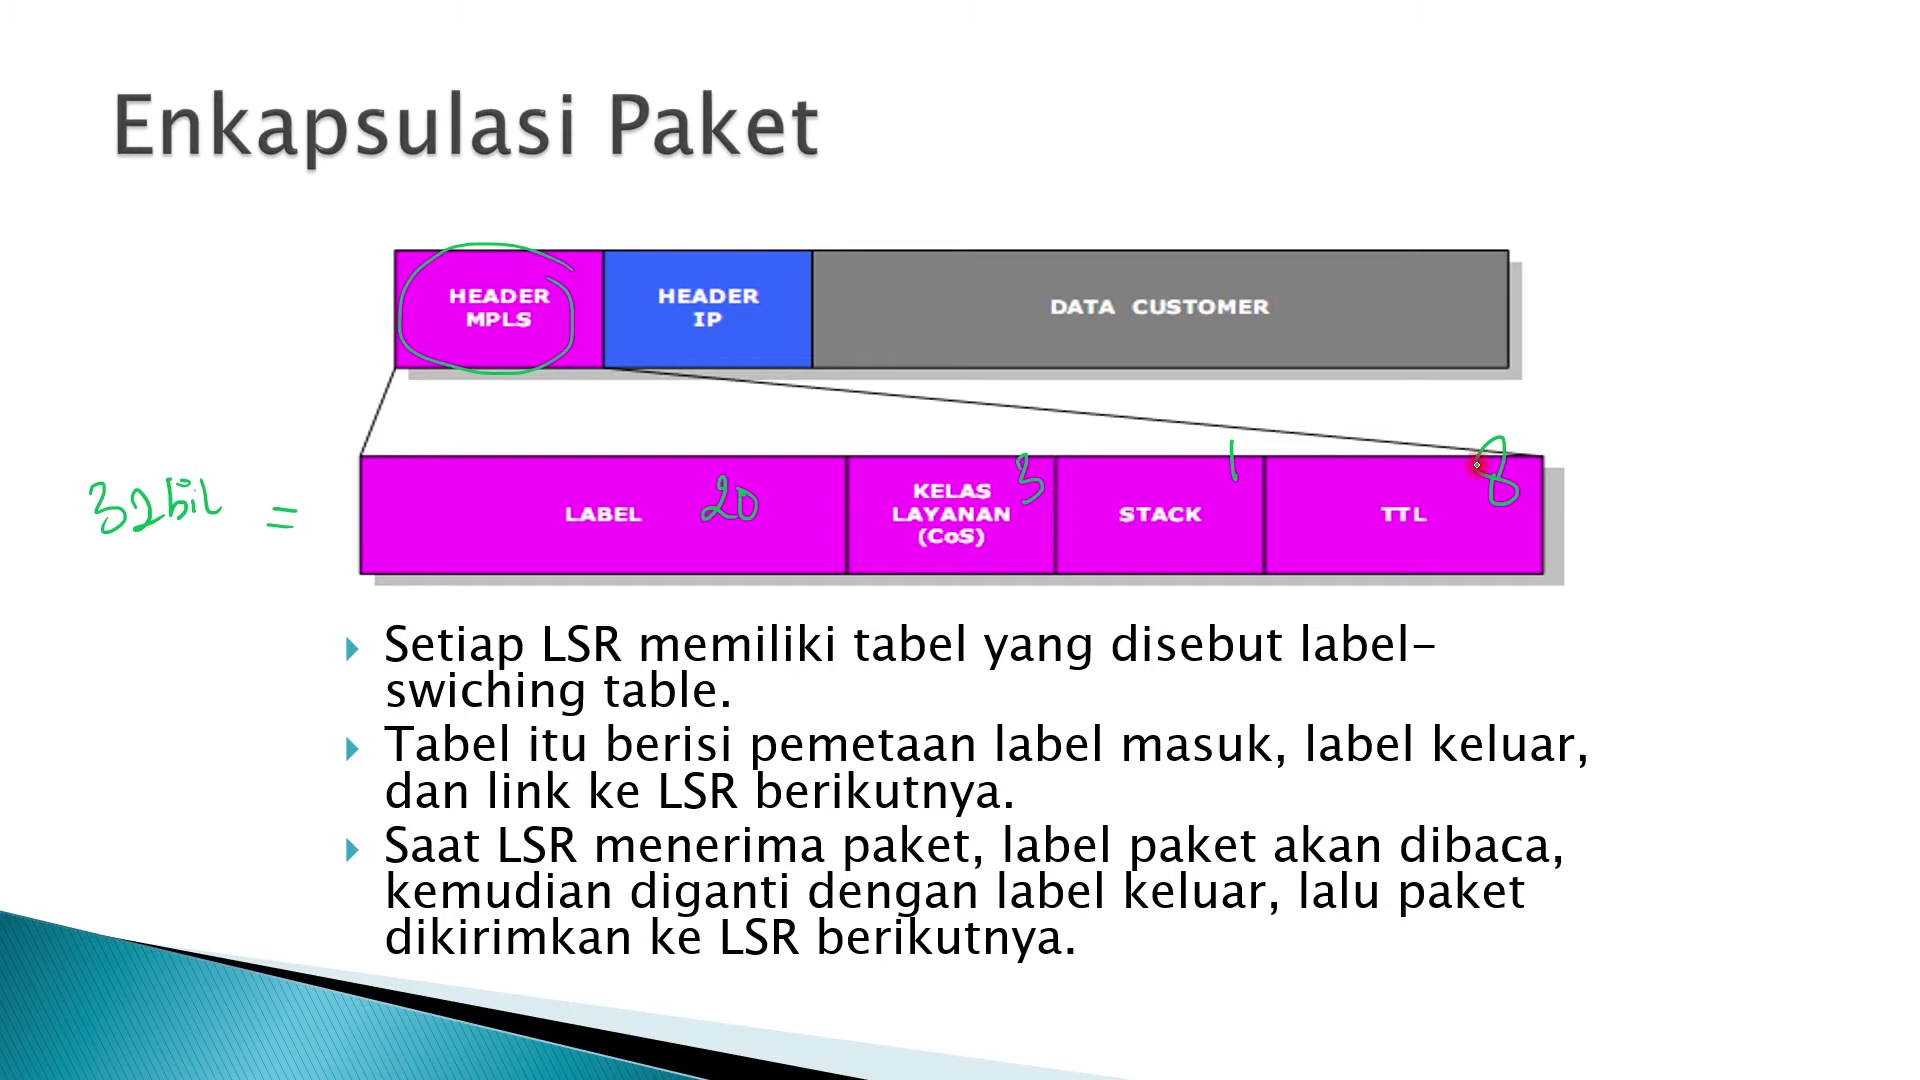 Enkapsulasi Paket
HEADER
MPLS
HEADER
IP
DATA CUSTOMER
32 bit =
LABEL 20
KELAS
LAYANAN
(CoS)
3
STACK
1
TTL
8
Setiap LSR memiliki tabel yang disebut label-
swiching table.
Tabel itu berisi pemetaan label masuk, label keluar,
dan link ke LSR berikutnya.
Saat LSR menerima paket, label paket akan dibaca,
kemudian diganti dengan label keluar, lalu paket
dikirimkan ke LSR berikutnya.